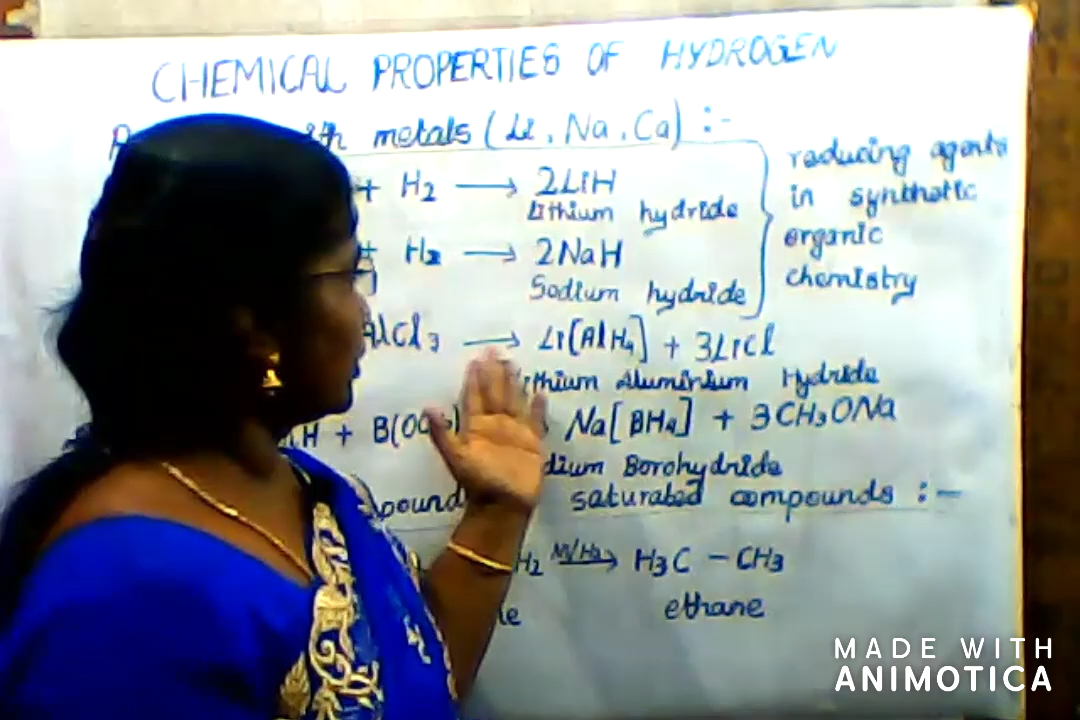 CHEMICAL PROPERTIES OF HYDROGEN
metals (Li, Na, Ca) :-
+ H2 → 2LiH
Lithium hydride
+ H2 → 2NaH
Sodium hydride
reducing agents
in synthetic
organic
chemistry
AlCl3 → Li[AlH4] + 3LiCl
Aluminium Hydride
H + B(O Na[BH4] + 3CH3ONa
Borohydride
saturated compounds :-
H2 Ni/H2→ H3C - CH3
ethane
MADE WITH
ANIMOTICA